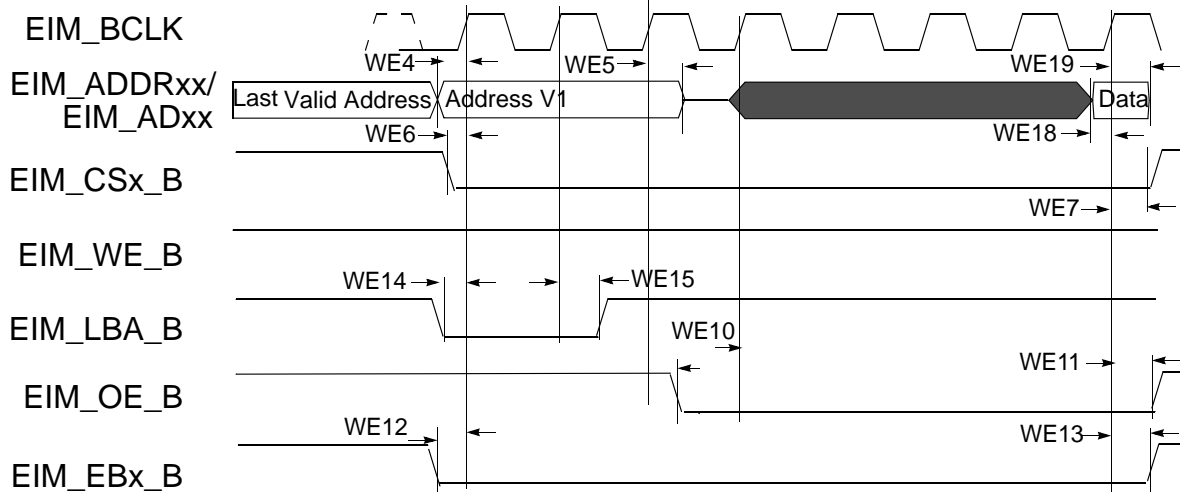 EIM_BCLK
WE4
WE5
WE19
EIM_ADDRxx/
EIM_ADxx
Last Valid Address
Address V1
Data
WE6
WE18
EIM_CSx_B
WE7
EIM_WE_B
WE14
WE15
EIM_LBA_B
WE10
WE11
EIM_OE_B
WE12
WE13
EIM_EBx_B